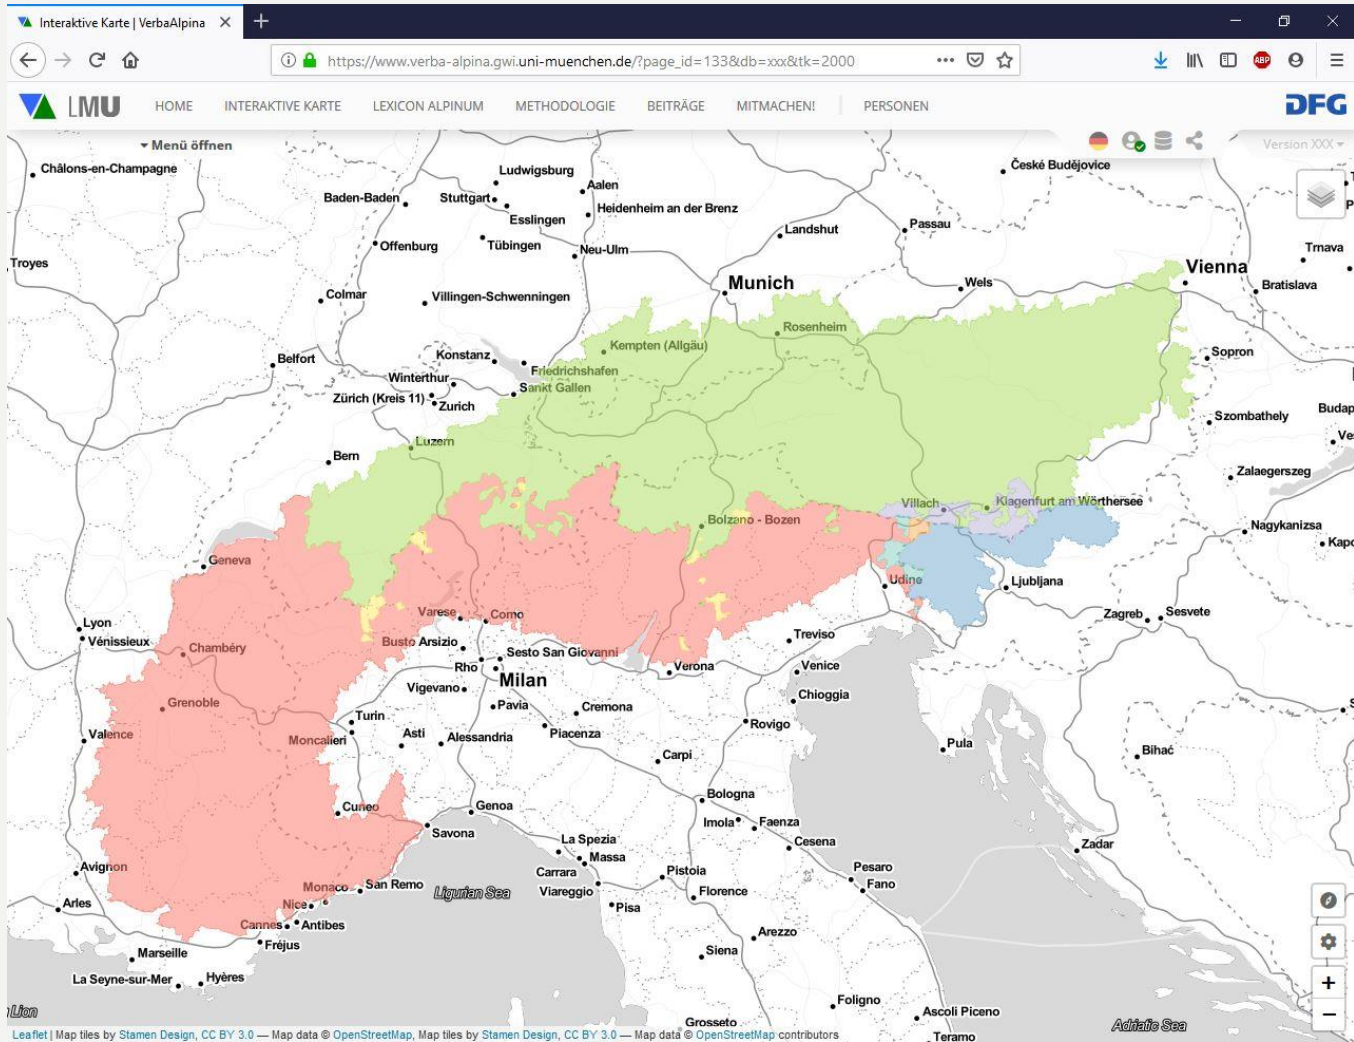 Interaktive Karte | VerbaAlpina
https://www.verba-alpina.gwi.uni-muenchen.de/?page_id=133&db=xxx&tk=2000
ABP
LMU HOME INTERAKTIVE KARTE LEXICON ALPINUM METHODOLOGIE BEITRÄGE MITMACHEN! PERSONEN DFG
Menü öffnen
Version XXX
Châlons-en-Champagne
Ludwigsburg
České Budějovice
Baden-Baden
Stuttgart
Aalen
Esslingen
Heidenheim an der Brenz
Offenburg
Tübingen
Neu-Ulm
Landshut
Passau
Trnava
Troyes
Colmar
Villingen-Schwenningen
Munich
Wels
Vienna
Bratislava
Rosenheim
Belfort
Konstanz
Kempten (Allgäu)
Sopron
Winterthur
Friedrichshafen
Sankt Gallen
Zürich (Kreis 11)
Zurich
Szombathely
Budap
Luzern
Bern
Zalaegerszeg
Villach
Klagenfurt am Wörthersee
Bolzano - Bozen
Nagykanizsa
Kapo
Geneva
Udine
Ljubljana
Lyon
Vénissieux
Varese
Como
Zagreb
Sesvete
Chambéry
Busto Arsizio
Sesto San Giovanni
Treviso
Rho
Milan
Verona
Venice
Vigevano
Chioggia
Grenoble
Pavia
Cremona
Turin
Rovigo
Valence
Moncalieri
Asti
Alessandria
Piacenza
Carpi
Pula
Bihać
Cuneo
Genoa
Bologna
Savona
Imola
Faenza
La Spezia
Cesena
Zadar
Massa
Avignon
Carrara
Pistoia
Pesaro
Monaco
San Remo
Ligurian Sea
Viareggio
Florence
Fano
Arles
Nice
Pisa
Cannes
Antibes
Fréjus
Arezzo
Marseille
Siena
La Seyne-sur-Mer
Hyères
Foligno
Lion
Ascoli Piceno
Grosseto
Adriatic Sea
Teramo
+
−
Leaflet | Map tiles by Stamen Design, CC BY 3.0 — Map data © OpenStreetMap, Map tiles by Stamen Design, CC BY 3.0 — Map data © OpenStreetMap contributors